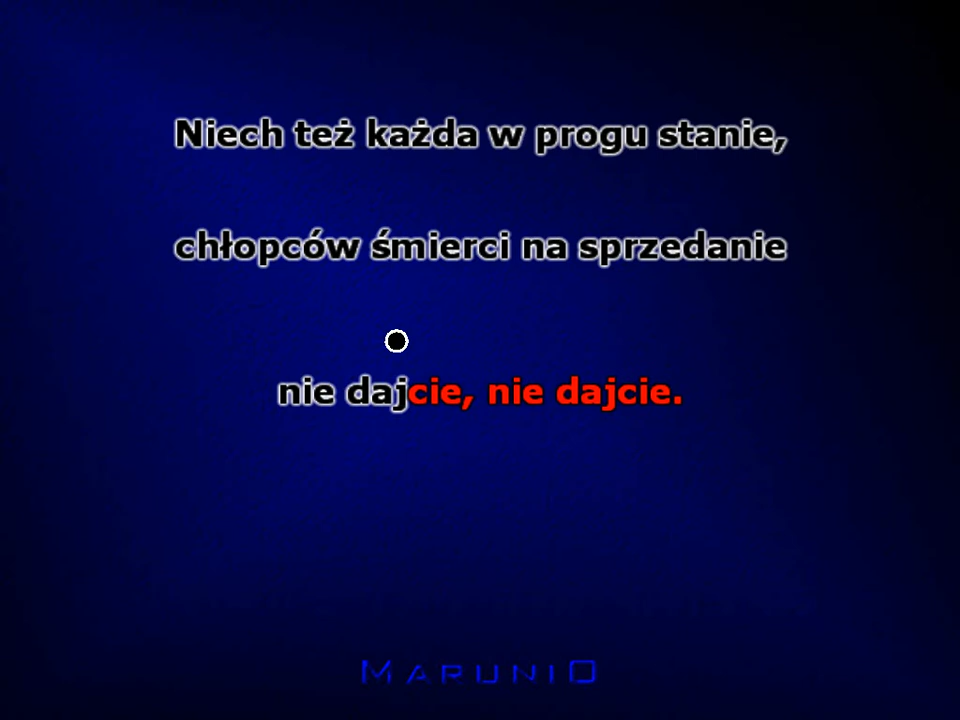 Niech też każda w progu stanie,
chłopców śmierci na sprzedanie
nie dajcie, nie dajcie.
MARUNIO